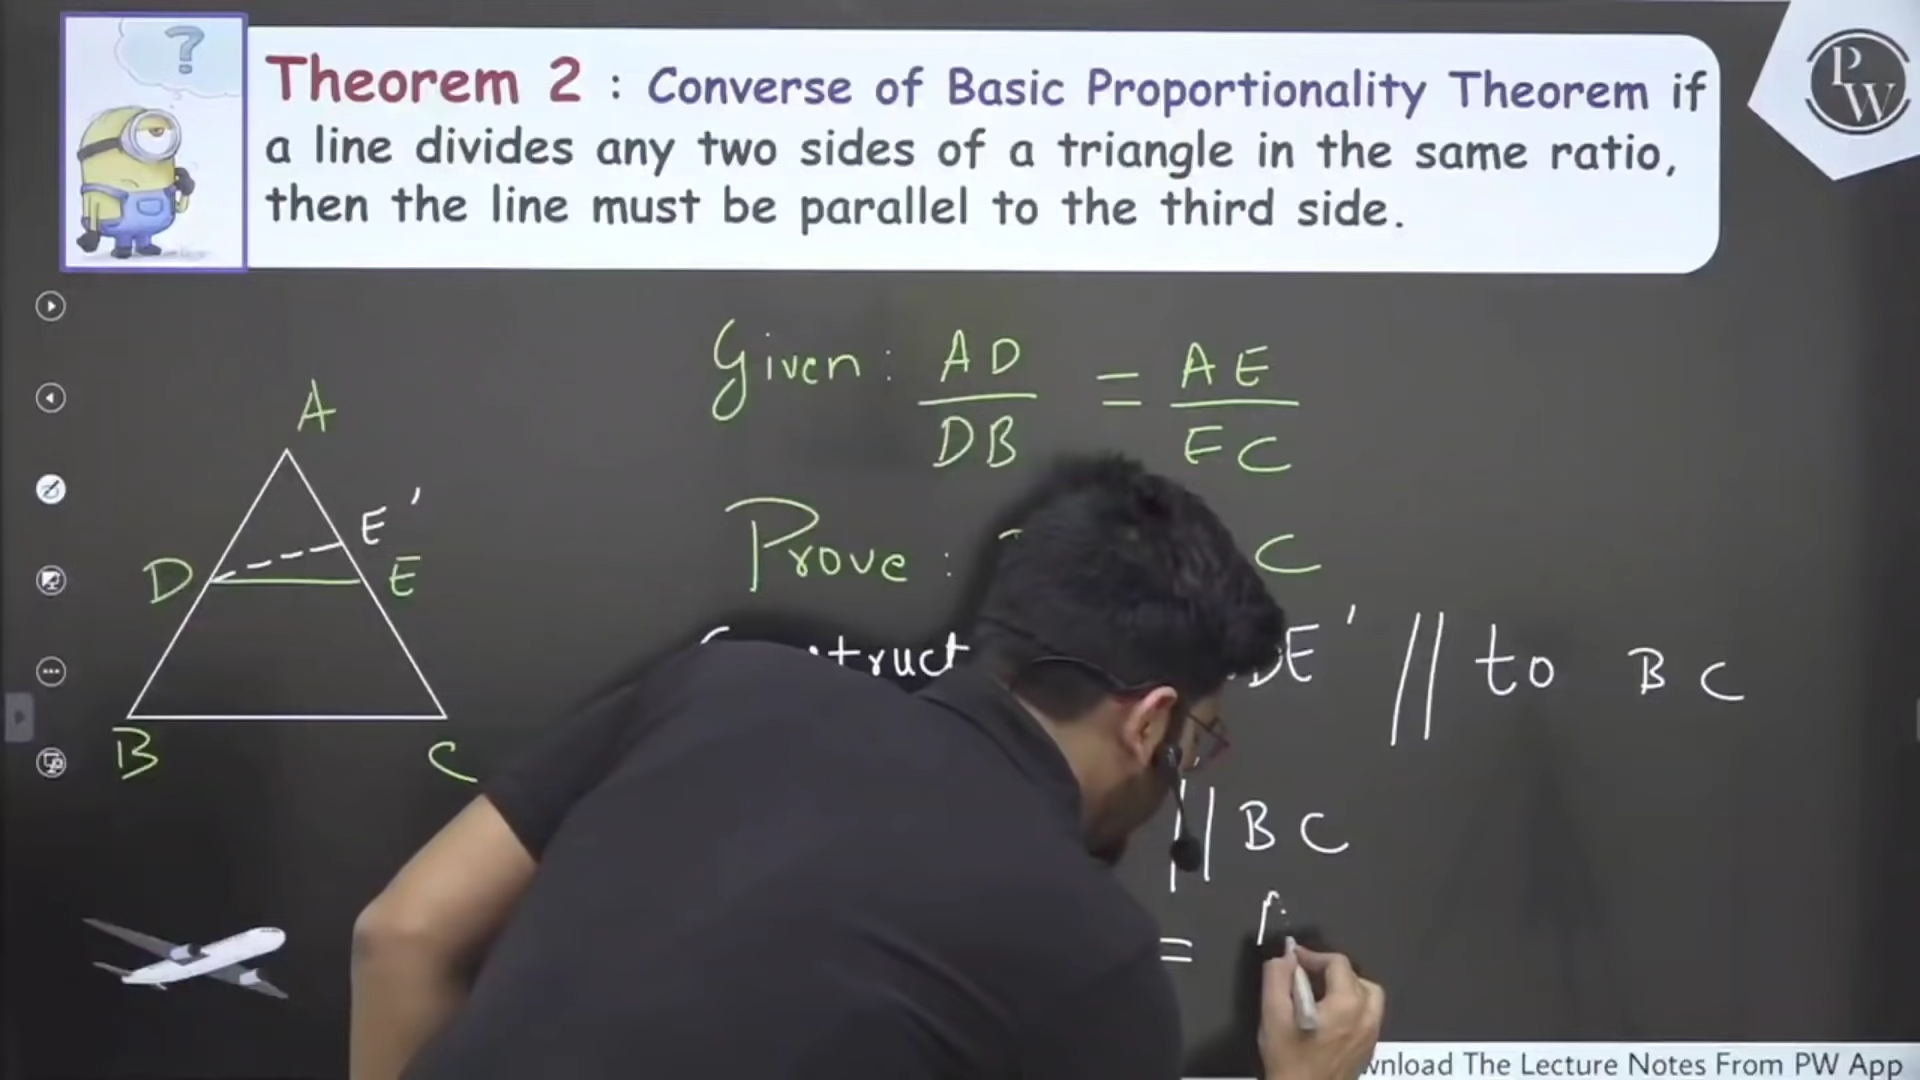 ?
Theorem 2 : Converse of Basic Proportionality Theorem if
a line divides any two sides of a triangle in the same ratio,
then the line must be parallel to the third side.
PW
Given : AD/DB = AE/EC
A
E'
D E
B C
Prove : C
DE' // to BC
|| BC
=
The Lecture Notes From PW App